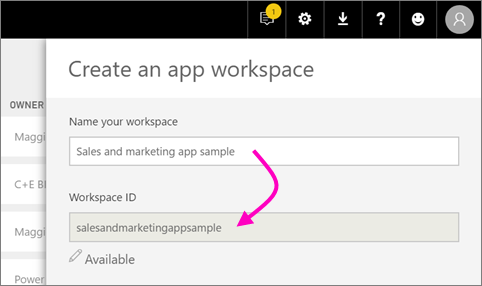 1
?
Create an app workspace
OWNER
Name your workspace
Maggi
Sales and marketing app sample
C+E B
Workspace ID
Maggi
salesandmarketingappsample
Available
Power